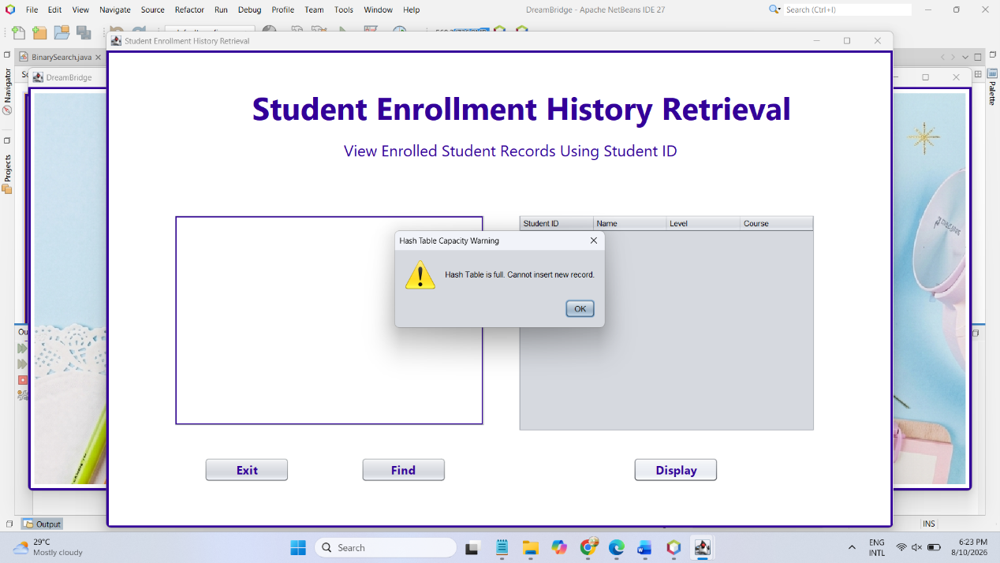 File Edit View Navigate Source Refactor Run Debug Profile Team Tools Window Help
DreamBridge - Apache NetBeans IDE 27
Search (Ctrl+I)
Student Enrollment History Retrieval
BinarySearch.java
DreamBridge
Navigator
Projects
Palette
Student Enrollment History Retrieval
View Enrolled Student Records Using Student ID
Student ID Name Level Course
Hash Table Capacity Warning
Hash Table is full. Cannot insert new record.
OK
Exit Find Display
Output
INS
29°C
Mostly cloudy
Search
ENG
INTL
6:23 PM
8/10/2026